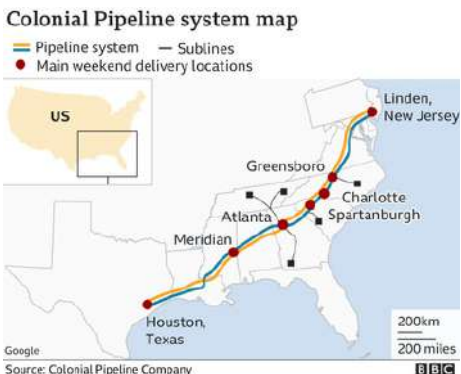 Colonial Pipeline system map
Pipeline system
Sublines
Main weekend delivery locations
US
Linden,
New Jersey
Greensboro
Charlotte
Spartanburgh
Atlanta
Meridian
Houston,
Texas
200km
200 miles
Google
Source: Colonial Pipeline Company
BBC